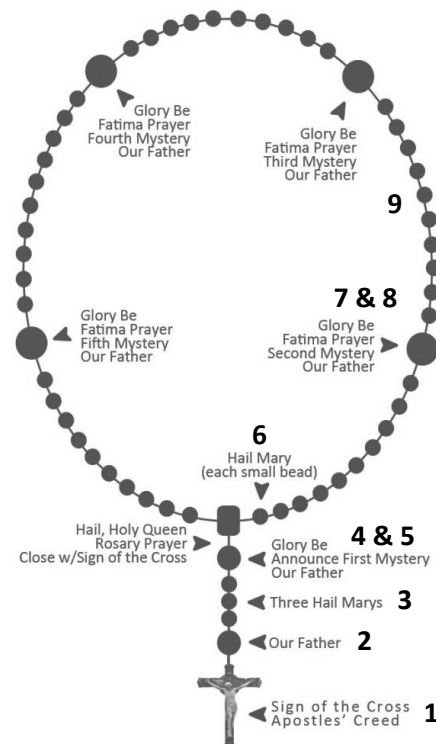 Glory Be
Fatima Prayer
Fourth Mystery
Our Father
Glory Be
Fatima Prayer
Third Mystery
Our Father
9
7 & 8
Glory Be
Fatima Prayer
Fifth Mystery
Our Father
Glory Be
Fatima Prayer
Second Mystery
Our Father
6
Hail Mary
(each small bead)
Hail, Holy Queen
Rosary Prayer
Close w/Sign of the Cross
4 & 5
Glory Be
Announce First Mystery
Our Father
Three Hail Marys 3
Our Father 2
Sign of the Cross
Apostles' Creed
1